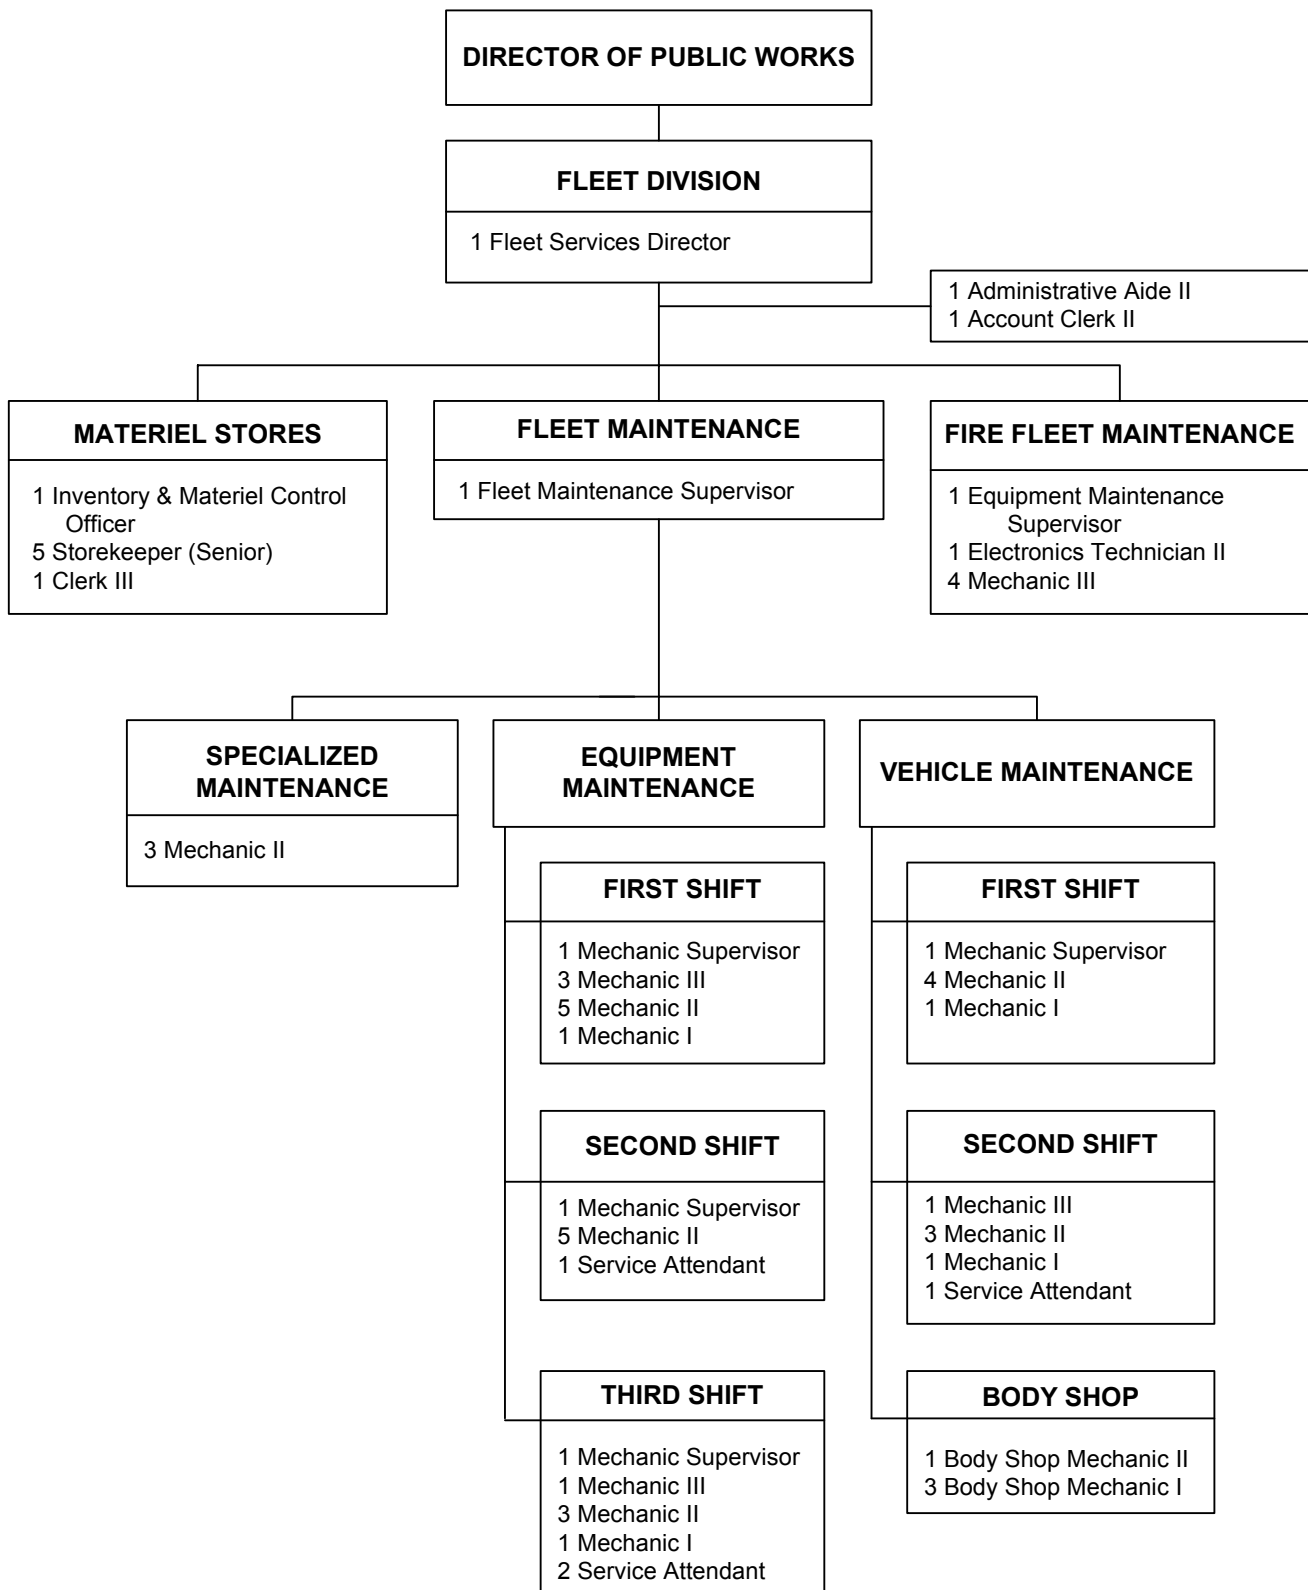 DIRECTOR OF PUBLIC WORKS
FLEET DIVISION
1 Fleet Services Director
1 Administrative Aide II
1 Account Clerk II
MATERIEL STORES
1 Inventory & Materiel Control
Officer
5 Storekeeper (Senior)
1 Clerk III
FLEET MAINTENANCE
1 Fleet Maintenance Supervisor
FIRE FLEET MAINTENANCE
1 Equipment Maintenance
Supervisor
1 Electronics Technician II
4 Mechanic III
SPECIALIZED
MAINTENANCE
3 Mechanic II
EQUIPMENT
MAINTENANCE
FIRST SHIFT
1 Mechanic Supervisor
3 Mechanic III
5 Mechanic II
1 Mechanic I
SECOND SHIFT
1 Mechanic Supervisor
5 Mechanic II
1 Service Attendant
THIRD SHIFT
1 Mechanic Supervisor
1 Mechanic III
3 Mechanic II
1 Mechanic I
2 Service Attendant
VEHICLE MAINTENANCE
FIRST SHIFT
1 Mechanic Supervisor
4 Mechanic II
1 Mechanic I
SECOND SHIFT
1 Mechanic III
3 Mechanic II
1 Mechanic I
1 Service Attendant
BODY SHOP
1 Body Shop Mechanic II
3 Body Shop Mechanic I